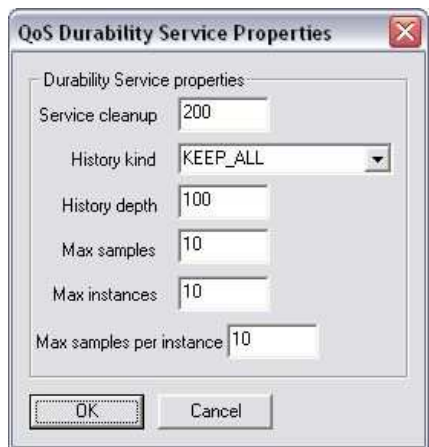 QoS Durability Service Properties
Durability Service properties
Service cleanup 200
History kind KEEP_ALL
History depth 100
Max samples 10
Max instances 10
Max samples per instance 10
OK Cancel